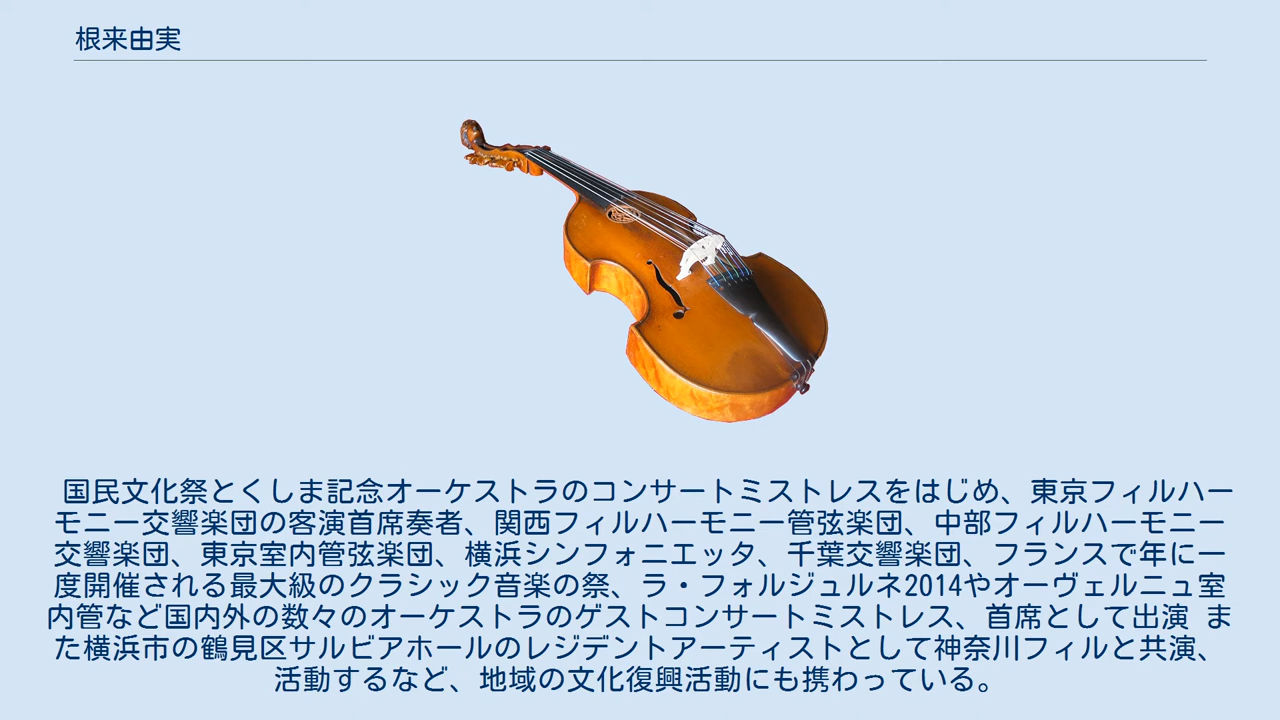 根来由実
国民文化祭とくしま記念オーケストラのコンサートミストレスをはじめ、東京フィルハー
モニー交響楽団の客演首席奏者、関西フィルハーモニー管弦楽団、中部フィルハーモニー
交響楽団、東京室内管弦楽団、横浜シンフォニエッタ、千葉交響楽団、フランスで年に一
度開催される最大級のクラシック音楽の祭、ラ・フォルジュルネ2014やオーヴェルニュ室
内管など国内外の数々のオーケストラのゲストコンサートミストレス、首席として出演 ま
た横浜市の鶴見区サルビアホールのレジデントアーティストとして神奈川フィルと共演、
活動するなど、地域の文化復興活動にも携わっている。